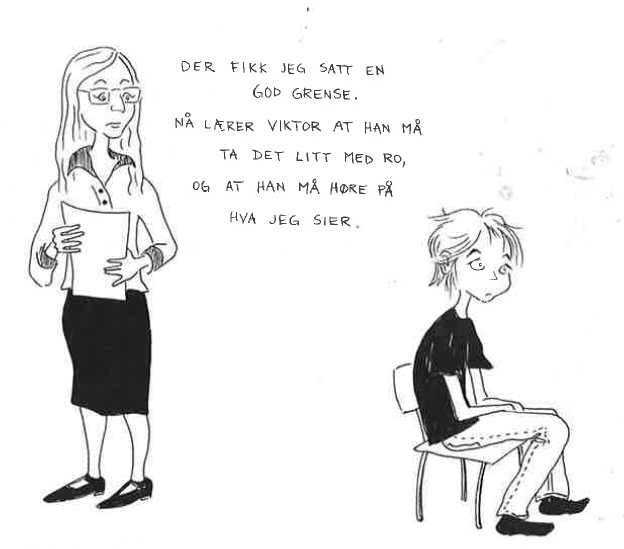 DER FIKK JEG SATT EN
GOD GRENSE.
NÅ LÆRER VIKTOR AT HAN MÅ
TA DET LITT MED RO,
OG AT HAN MÅ HØRE PÅ
HVA JEG SIER.